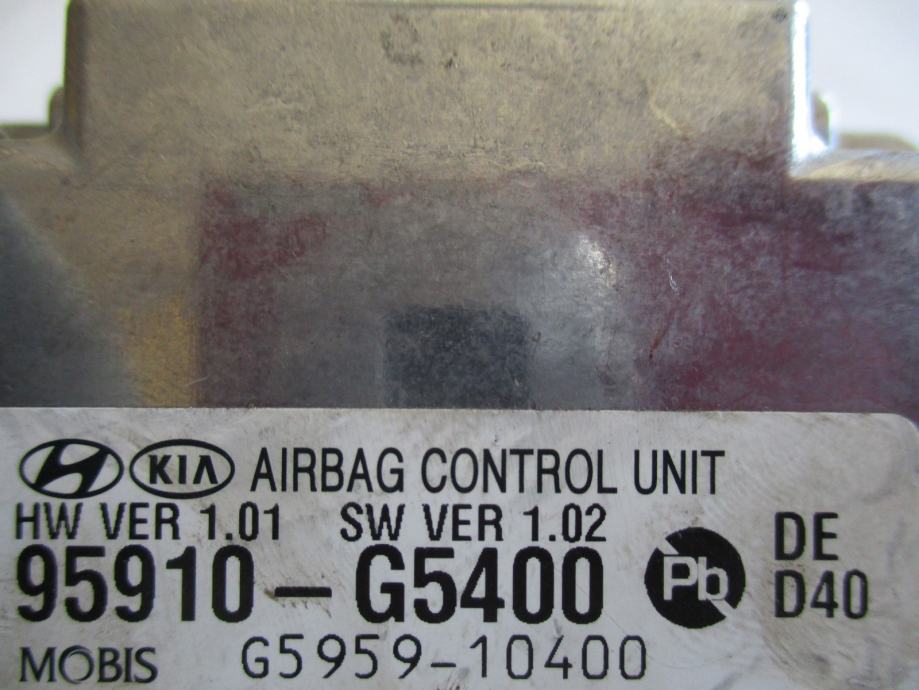 H KIA AIRBAG CONTROL UNIT
HW VER 1.01 SW VER 1.02
95910-G5400 Pb DE
D40
MOBIS G5959-10400